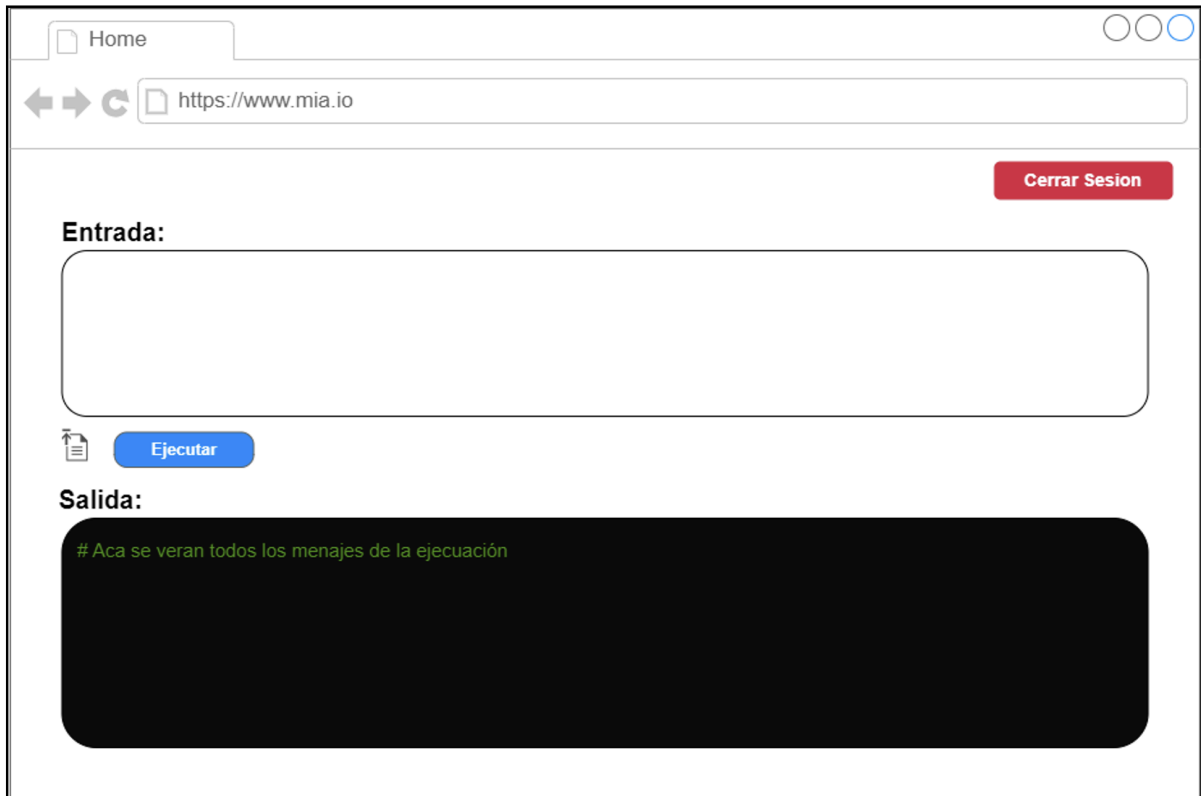 Home
https://www.mia.io
Cerrar Sesion
Entrada:
Ejecutar
Salida:
# Aca se veran todos los menajes de la ejecuación